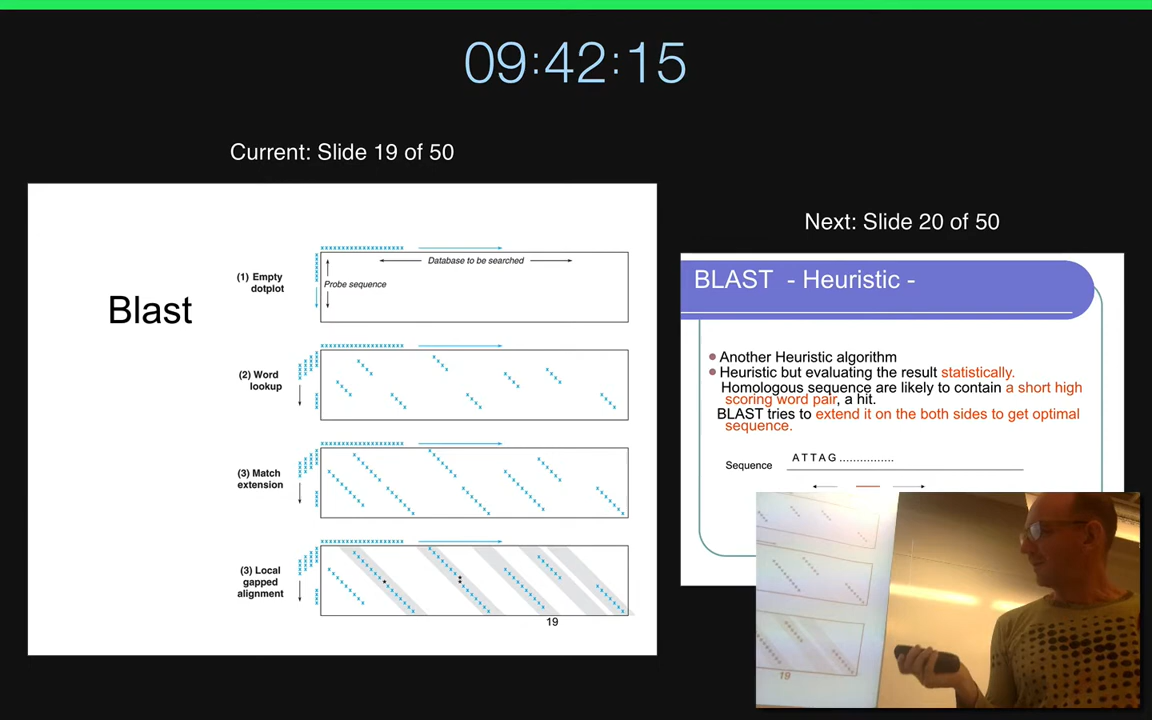 09:42:15
Current: Slide 19 of 50
Next: Slide 20 of 50
Blast
(1) Empty
dotplot
Database to be searched
Probe sequence
(2) Word
lookup
(3) Match
extension
(3) Local
gapped
alignment
19
BLAST - Heuristic -
Another Heuristic algorithm
Heuristic but evaluating the result statistically.
Homologous sequence are likely to contain a short high
scoring word pair, a hit.
BLAST tries to extend it on the both sides to get optimal
sequence.
Sequence
ATTAG................
19